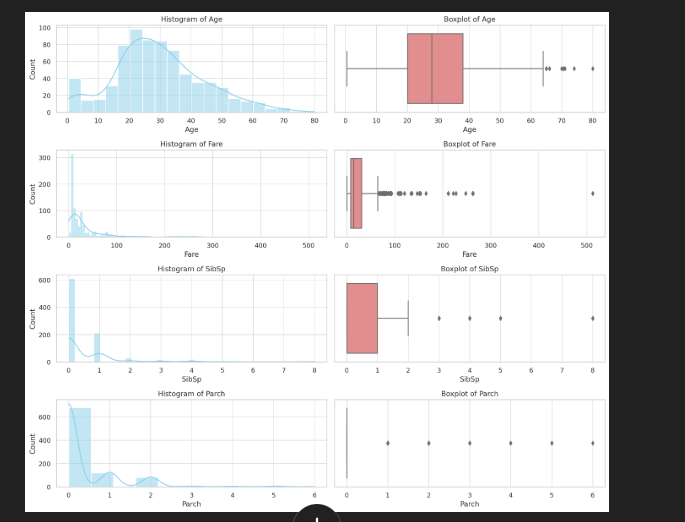 Histogram of Age
Boxplot of Age
100
80
60
40
20
0
Count
0 10 20 30 40 50 60 70 80
Age
0 10 20 30 40 50 60 70 80
Age
Histogram of Fare
Boxplot of Fare
300
200
100
0
Count
0 100 200 300 400 500
Fare
0 100 200 300 400 500
Fare
Histogram of SibSp
Boxplot of SibSp
600
400
200
0
Count
0 1 2 3 4 5 6 7 8
SibSp
0 1 2 3 4 5 6 7 8
SibSp
Histogram of Parch
Boxplot of Parch
600
400
200
0
Count
0 1 2 3 4 5 6
Parch
0 1 2 3 4 5 6
Parch